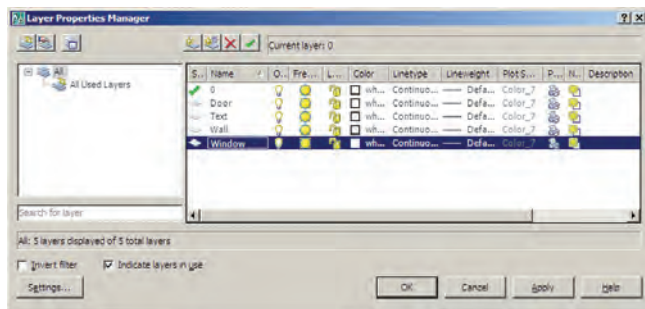 Layer Properties Manager
Current layer: 0
All
All Used Layers
S... Name O... Fre... L... Color Linetype Lineweight Plot S... P... N... Description
0 wh... Continuo... Defa... Color_7
Door wh... Continuo... Defa... Color_7
Text wh... Continuo... Defa... Color_7
Wall wh... Continuo... Defa... Color_7
Window wh... Continuo... Defa... Color_7
Search for layer
All: 5 layers displayed of 5 total layers
Invert filter Indicate layers in use
Settings... OK Cancel Apply Help